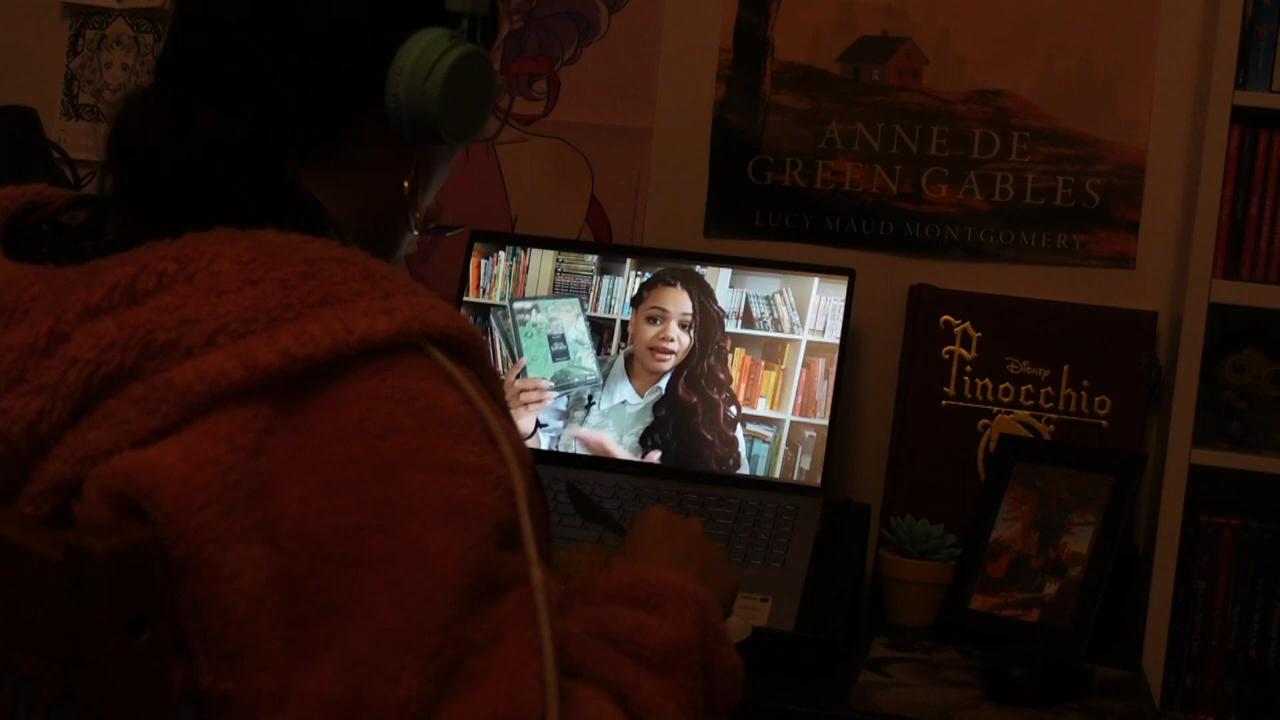 ANNE DE
GREEN GABLES
LUCY MAUD MONTGOMERY
Disney
Pinocchio